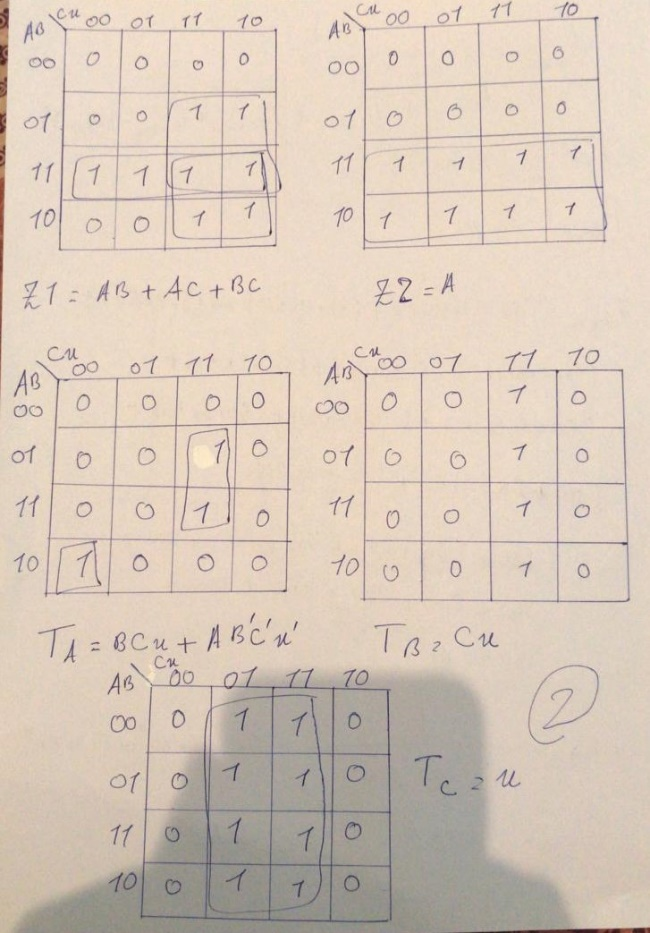 AB Cu 00 01 11 10
00 0 0 0 0
01 0 0 1 1
11 1 1 1 1
10 0 0 1 1
Z1 = AB + AC + BC
AB Cu 00 01 11 10
00 0 0 0 0
01 0 0 0 0
11 1 1 1 1
10 1 1 1 1
Z2 = A
AB Cu 00 01 11 10
00 0 0 0 0
01 0 0 1 0
11 0 0 1 0
10 1 0 0 0
TA = BCu + AB'C'u'
AB Cu 00 01 11 10
00 0 0 1 0
01 0 0 1 0
11 0 0 1 0
10 0 0 1 0
TB = Cu
AB Cu 00 01 11 10
00 0 1 1 0
01 0 1 1 0
11 0 1 1 0
10 0 1 1 0
TC = u
2